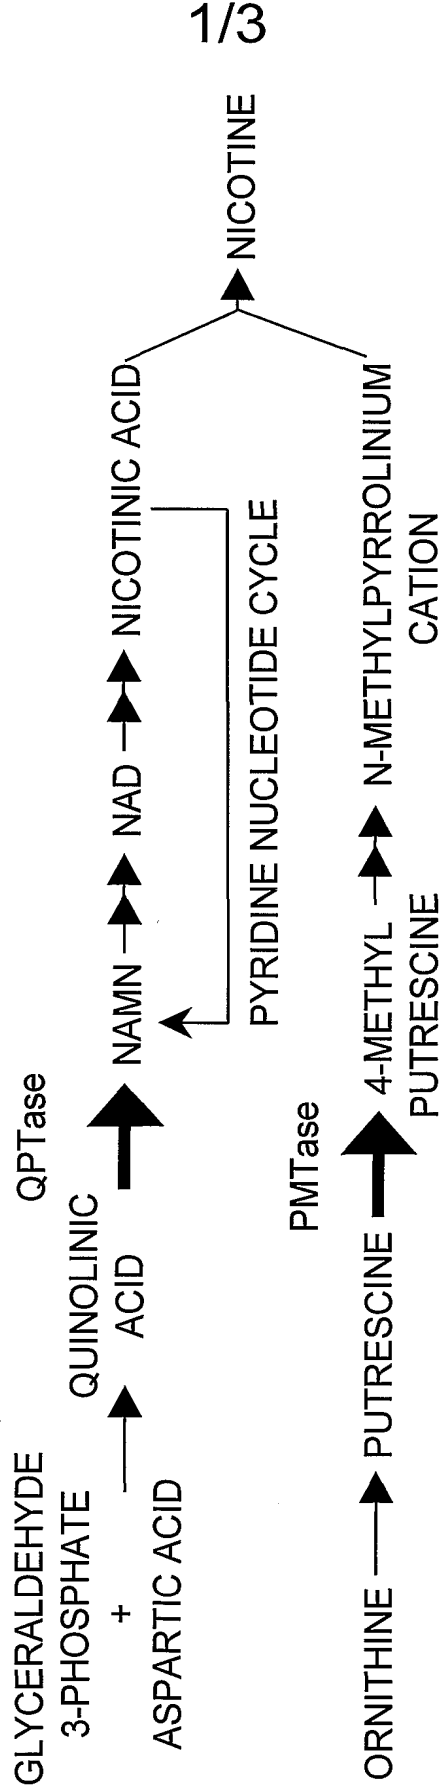 1/3
GLYCERALDEHYDE
3-PHOSPHATE
+
ASPARTIC ACID
QUINOLINIC
ACID
QPTase
NAMN
NAD
NICOTINIC ACID
PYRIDINE NUCLEOTIDE CYCLE
NICOTINE
ORNITHINE
PUTRESCINE
PMTase
4-METHYL
PUTRESCINE
N-METHYLPYRROLINIUM
CATION